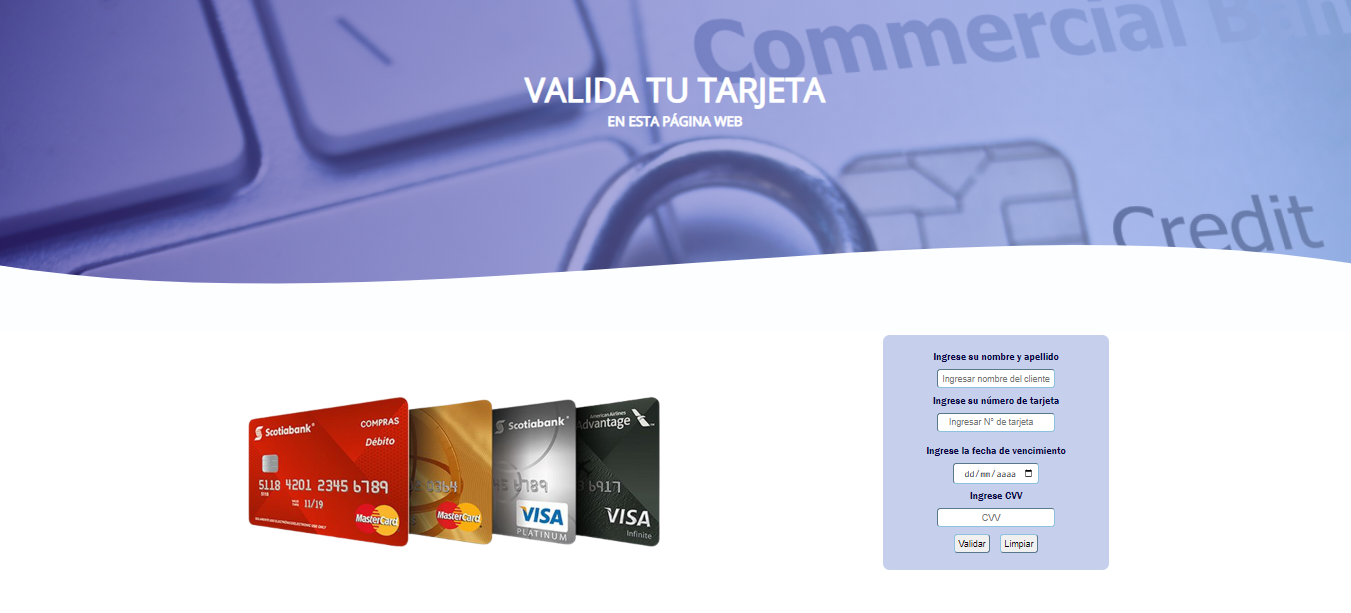 Commercial
VALIDA TU TARJETA
EN ESTA PÁGINA WEB
Credit
Ingrese su nombre y apellido
Ingresar nombre del cliente
Ingrese su número de tarjeta
Ingresar N° de tarjeta
Ingrese la fecha de vencimiento
dd/mm/aaaa
Ingrese CVV
CVV
Validar Limpiar
Scotiabank COMPRAS
Débito
5118 4201 2345 6789
11/19
MasterCard
MasterCard
Scotiabank
VISA
PLATINUM
AmericanAirlines
Advantage
6917
VISA
Infinite